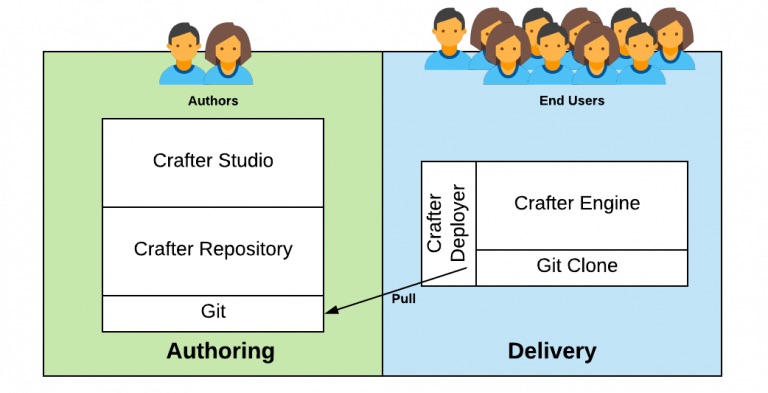 Authors
End Users
Crafter Studio
Crafter Repository
Git
Crafter
Deployer
Crafter Engine
Git Clone
Pull
Authoring
Delivery